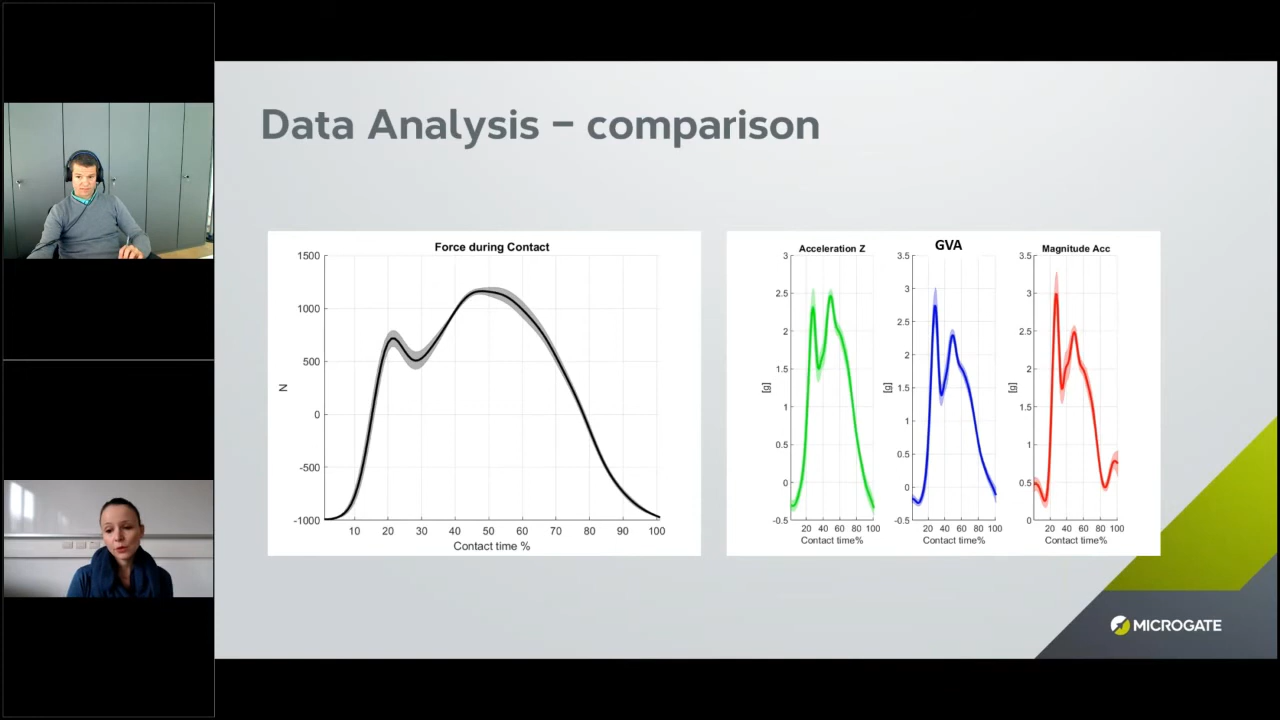 Data Analysis – comparison
Force during Contact
1500
1000
500
0
-500
-1000
N
10 20 30 40 50 60 70 80 90 100
Contact time %
Acceleration Z
3
2.5
2
1.5
1
0.5
0
-0.5
[g]
20 40 60 80 100
Contact time%
GVA
3.5
3
2.5
2
1.5
1
0.5
0
-0.5
[g]
20 40 60 80 100
Contact time%
Magnitude Acc
3.5
3
2.5
2
1.5
1
0.5
0
[g]
20 40 60 80 100
Contact time%
MICROGATE